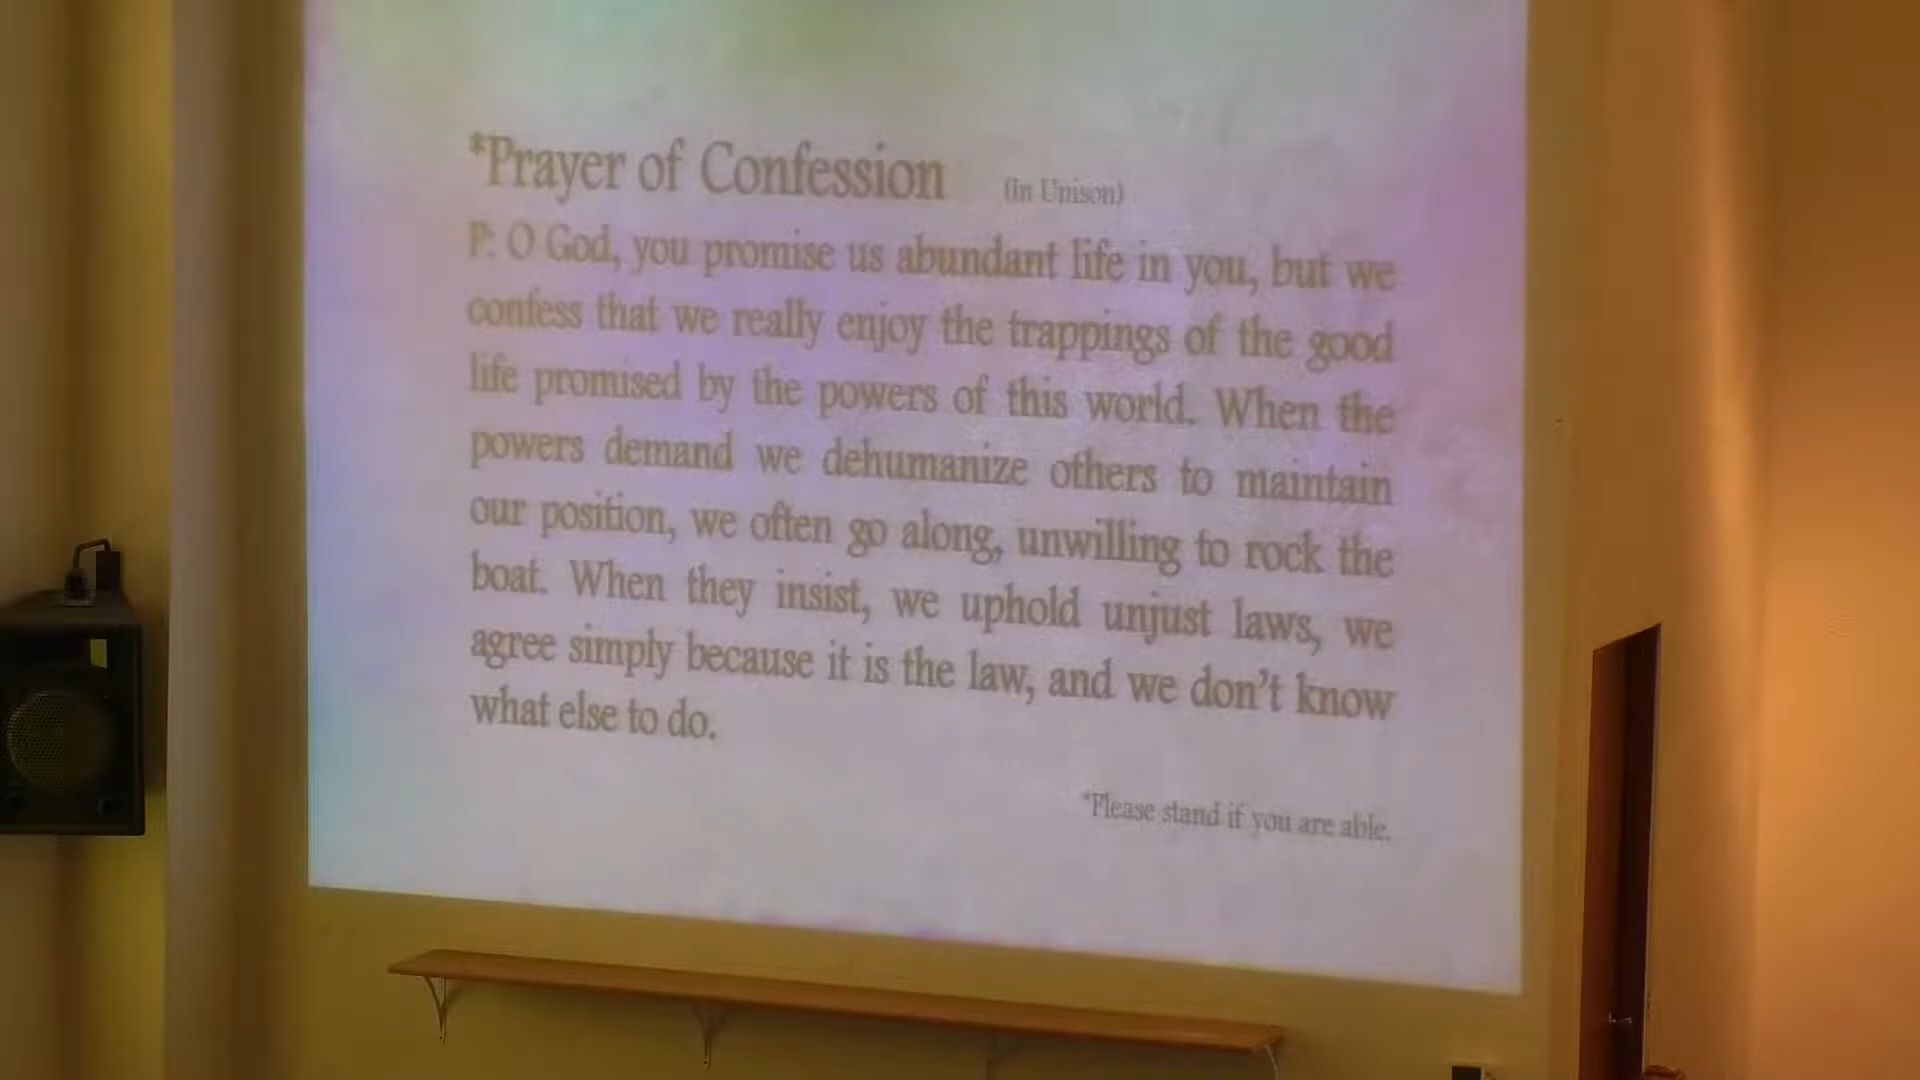 *Prayer of Confession (in Unison)
P: O God, you promise us abundant life in you, but we
confess that we really enjoy the trappings of the good
life promised by the powers of this world. When the
powers demand we dehumanize others to maintain
our position, we often go along, unwilling to rock the
boat. When they insist, we uphold unjust laws, we
agree simply because it is the law, and we don't know
what else to do.
*Please stand if you are able.